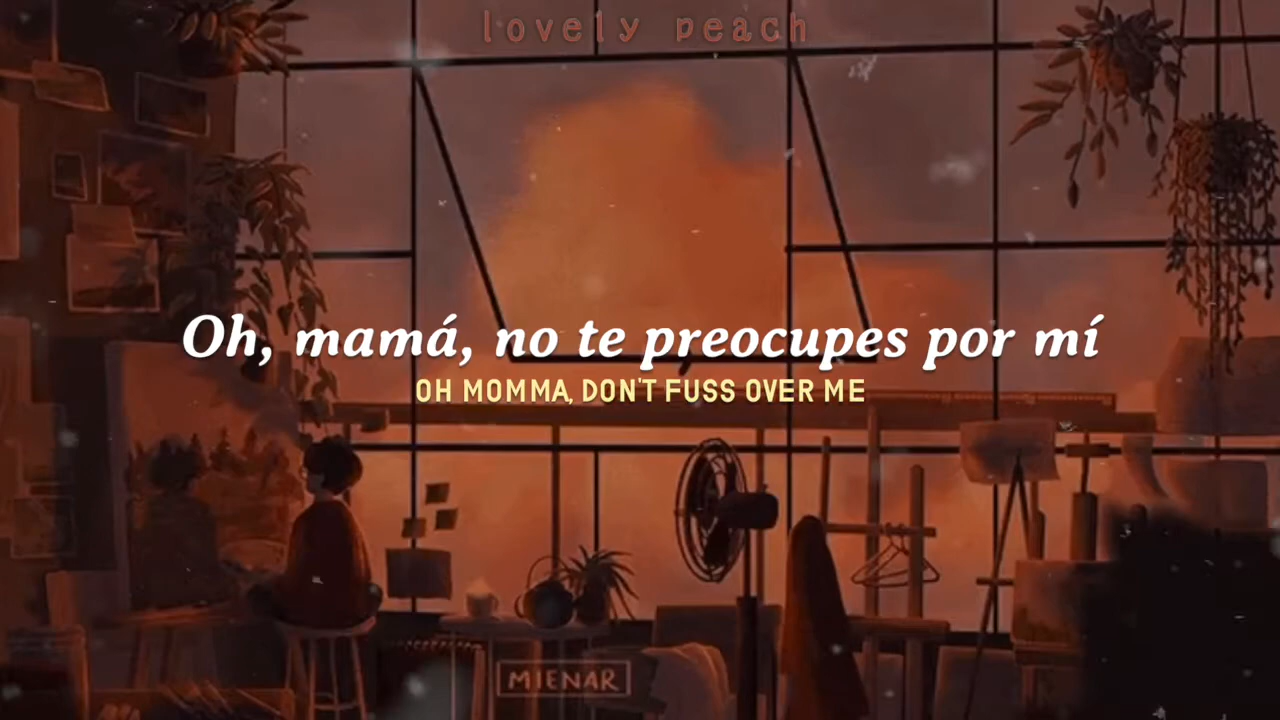 lovely peach
Oh, mamá, no te preocupes por mí
OH MOMMA, DON'T FUSS OVER ME
MIENAR